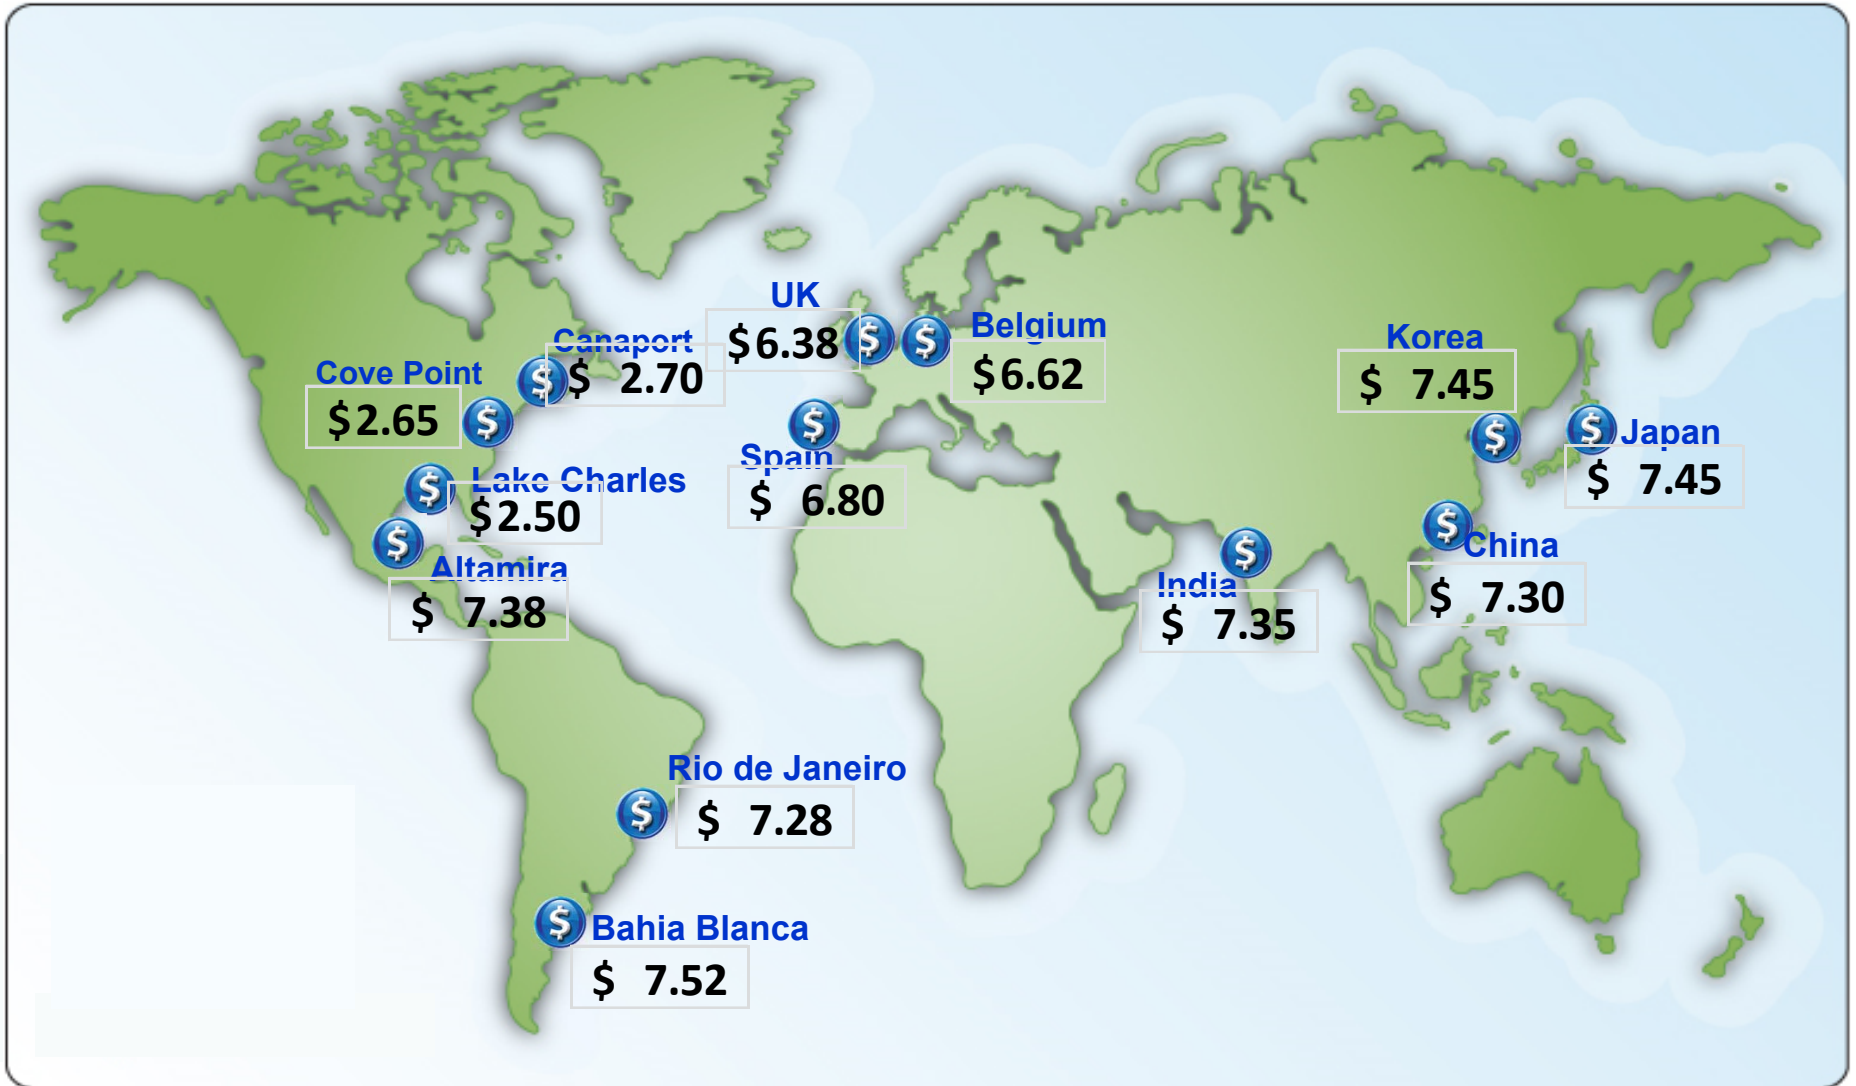 UK
$6.38
Belgium
$6.62
Canaport
$ 2.70
Cove Point
$2.65
Korea
$ 7.45
Japan
$ 7.45
Spain
$ 6.80
Lake Charles
$2.50
China
$ 7.30
Altamira
$ 7.38
India
$ 7.35
Rio de Janeiro
$ 7.28
Bahia Blanca
$ 7.52